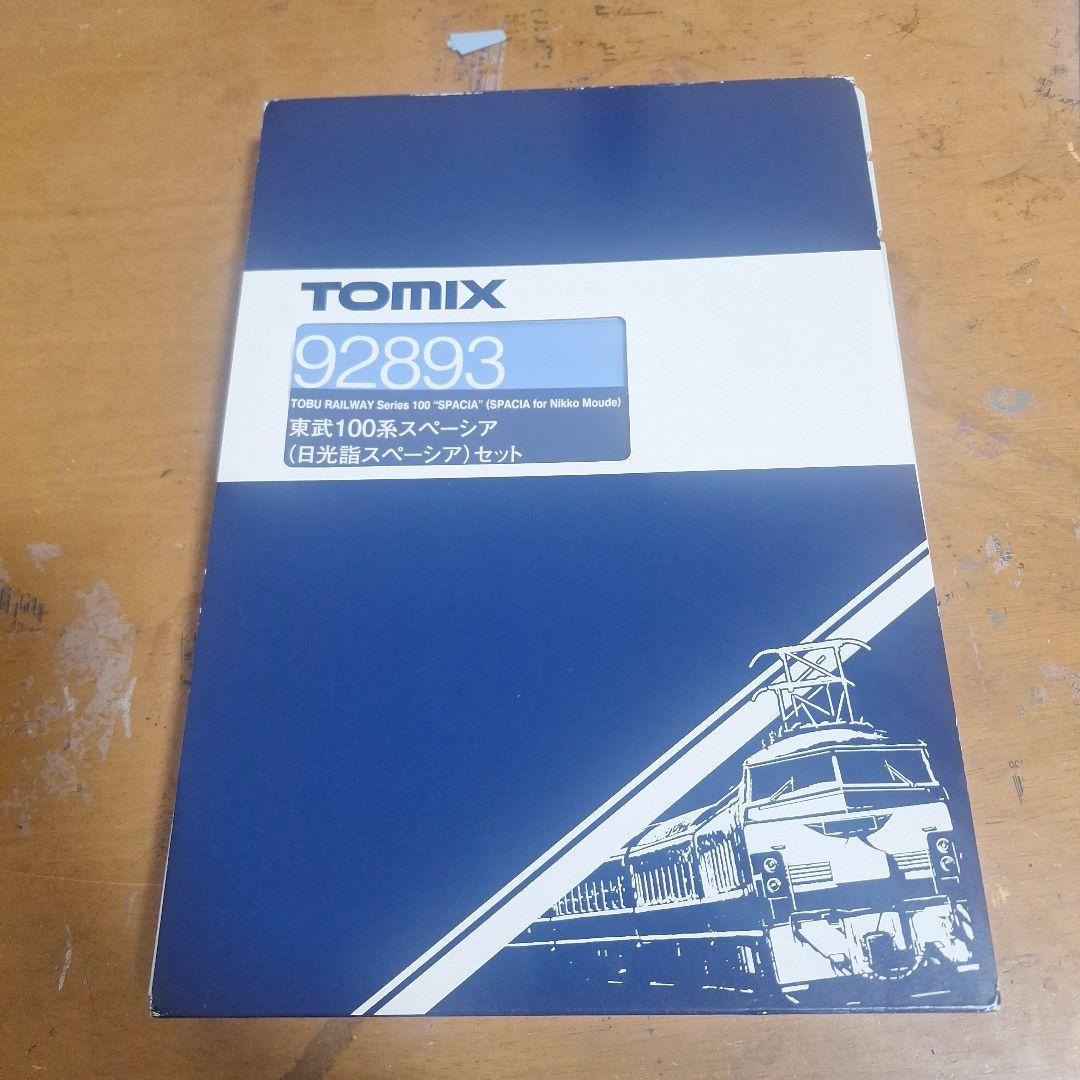 TOMIX
92893
TOBU RAILWAY Series 100 "SPACIA" (SPACIA for Nikko Moude)
東武100系スペーシア
(日光詣スペーシア)セット